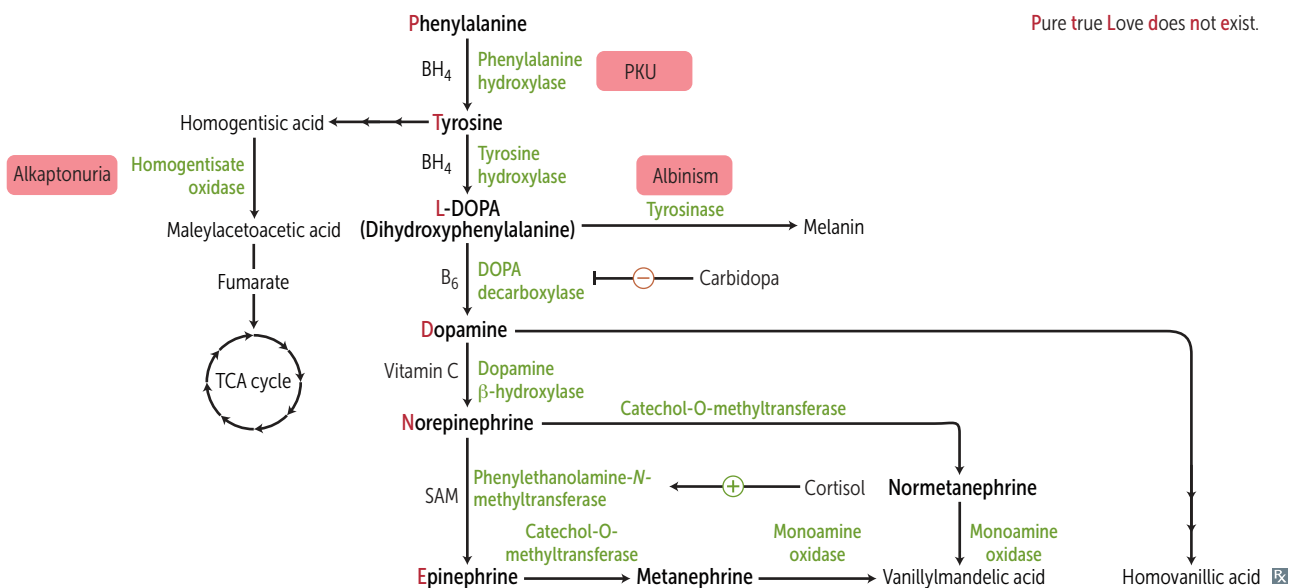 Phenylalanine
Pure true Love does not exist.
BH4
Phenylalanine
hydroxylase
PKU
Homogentisic acid
Tyrosine
Alkaptonuria
Homogentisate
oxidase
BH4
Tyrosine
hydroxylase
Albinism
L-DOPA
(Dihydroxyphenylalanine)
Tyrosinase
Melanin
Maleylacetoacetic acid
Fumarate
B6
DOPA
decarboxylase
−
Carbidopa
Dopamine
TCA cycle
Vitamin C
Dopamine
β-hydroxylase
Norepinephrine
Catechol-O-methyltransferase
SAM
Phenylethanolamine-N-
methyltransferase
+
Cortisol
Normetanephrine
Catechol-O-
methyltransferase
Monoamine
oxidase
Monoamine
oxidase
Epinephrine
Metanephrine
Vanillylmandelic acid
Homovanillic acid
Rx